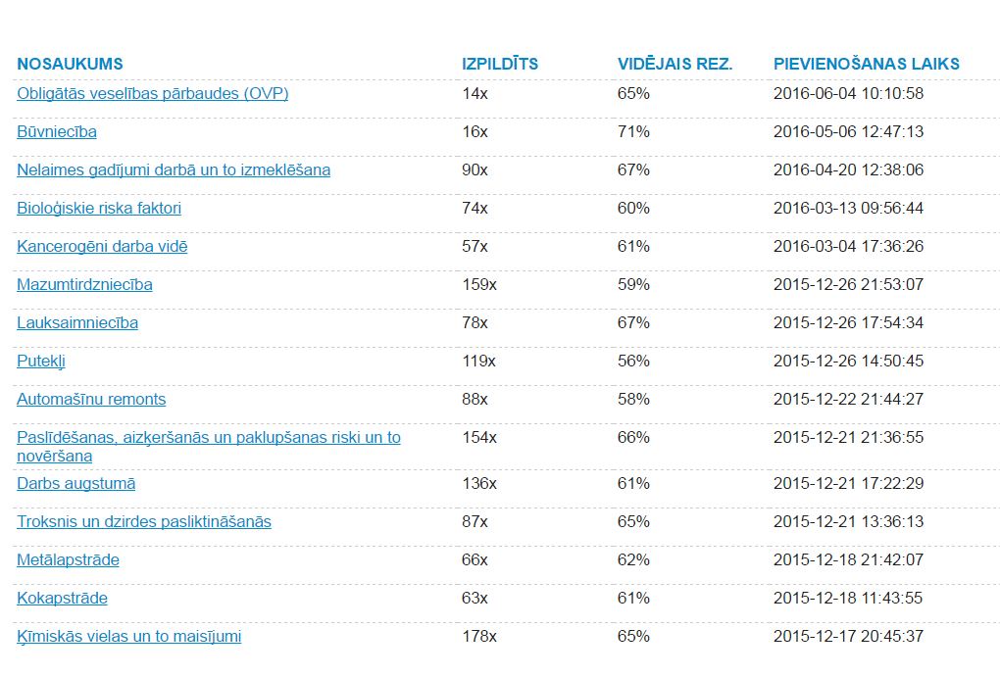 NOSAUKUMS IZPILDĪTS VIDĒJAIS REZ. PIEVIENOŠANAS LAIKS
Obligātās veselības pārbaudes (OVP) 14x 65% 2016-06-04 10:10:58
Būvniecība 16x 71% 2016-05-06 12:47:13
Nelaimes gadījumi darbā un to izmeklēšana 90x 67% 2016-04-20 12:38:06
Bioloģiskie riska faktori 74x 60% 2016-03-13 09:56:44
Kancerogēni darba vidē 57x 61% 2016-03-04 17:36:26
Mazumtirdzniecība 159x 59% 2015-12-26 21:53:07
Lauksaimniecība 78x 67% 2015-12-26 17:54:34
Putekļi 119x 56% 2015-12-26 14:50:45
Automašīnu remonts 88x 58% 2015-12-22 21:44:27
Paslīdēšanas, aizķeršanās un paklupšanas riski un to 154x 66% 2015-12-21 21:36:55
novēršana
Darbs augstumā 136x 61% 2015-12-21 17:22:29
Troksnis un dzirdes pasliktināšanās 87x 65% 2015-12-21 13:36:13
Metālapstrāde 66x 62% 2015-12-18 21:42:07
Kokapstrāde 63x 61% 2015-12-18 11:43:55
Ķīmiskās vielas un to maisījumi 178x 65% 2015-12-17 20:45:37